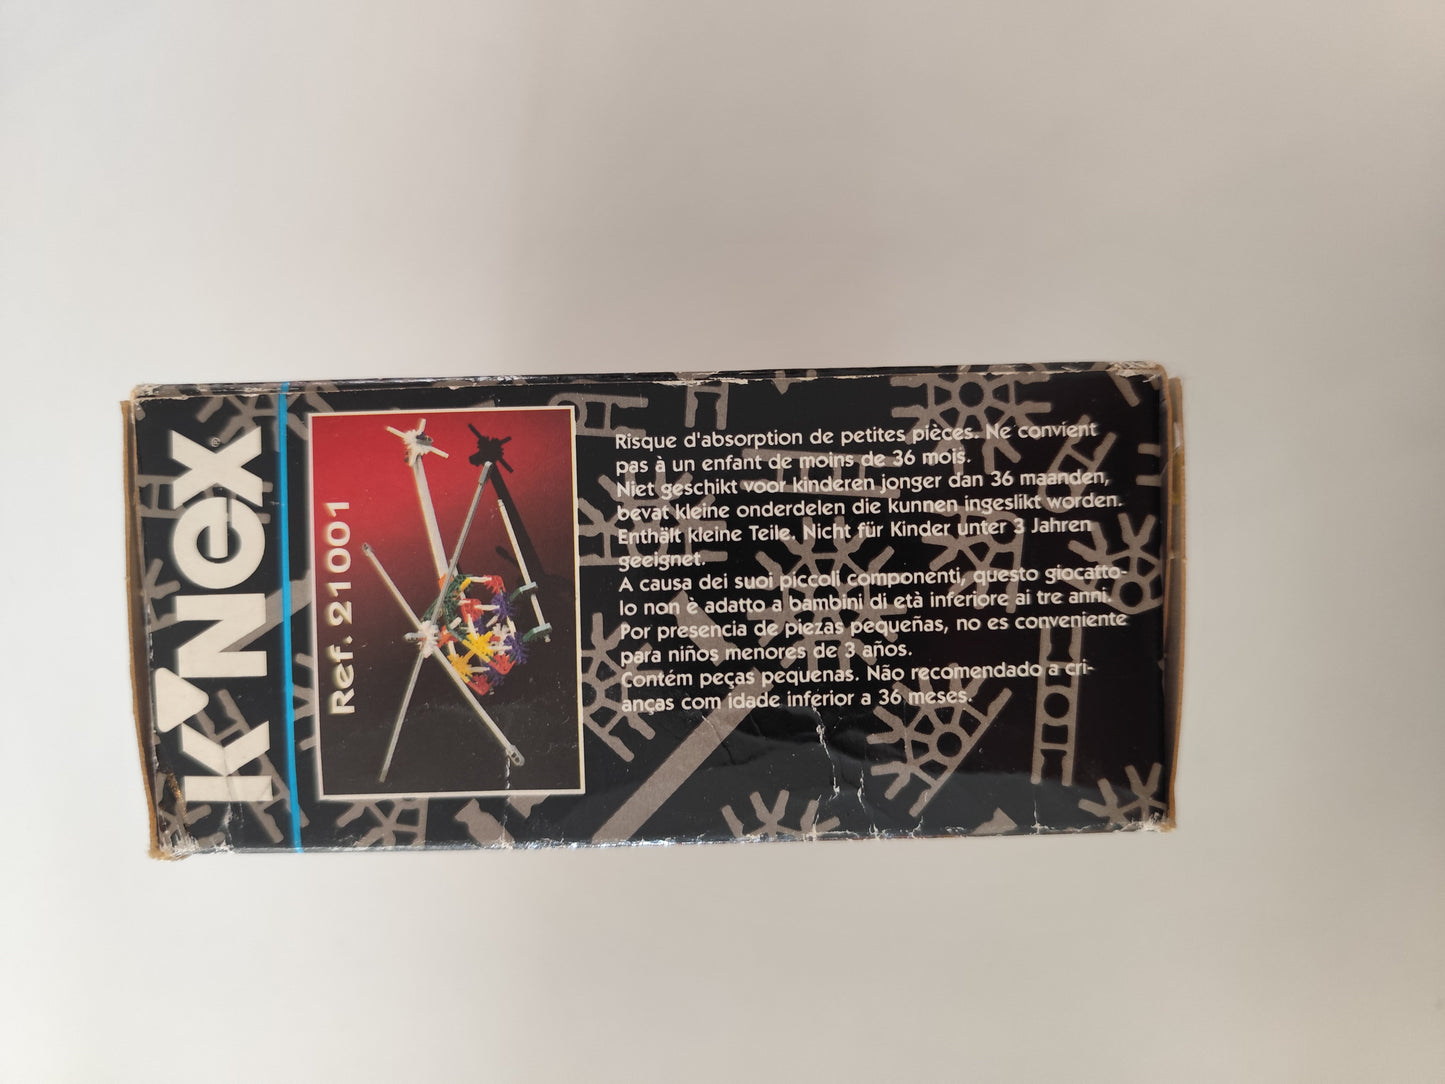 K'NEX®
Ref. 21001
Risque d'absorption de petites pièces. Ne convient
pas à un enfant de moins de 36 mois.
Niet geschikt voor kinderen jonger dan 36 maanden,
bevat kleine onderdelen die kunnen ingeslikt worden.
Enthält kleine Teile. Nicht für Kinder unter 3 Jahren
geeignet.
A causa dei suoi piccoli componenti, questo giocatto-
lo non è adatto a bambini di età inferiore ai tre anni.
Por presencia de piezas pequeñas, no es conveniente
para niños menores de 3 años.
Contém peças pequenas. Não recomendado a cri-
anças com idade inferior a 36 meses.